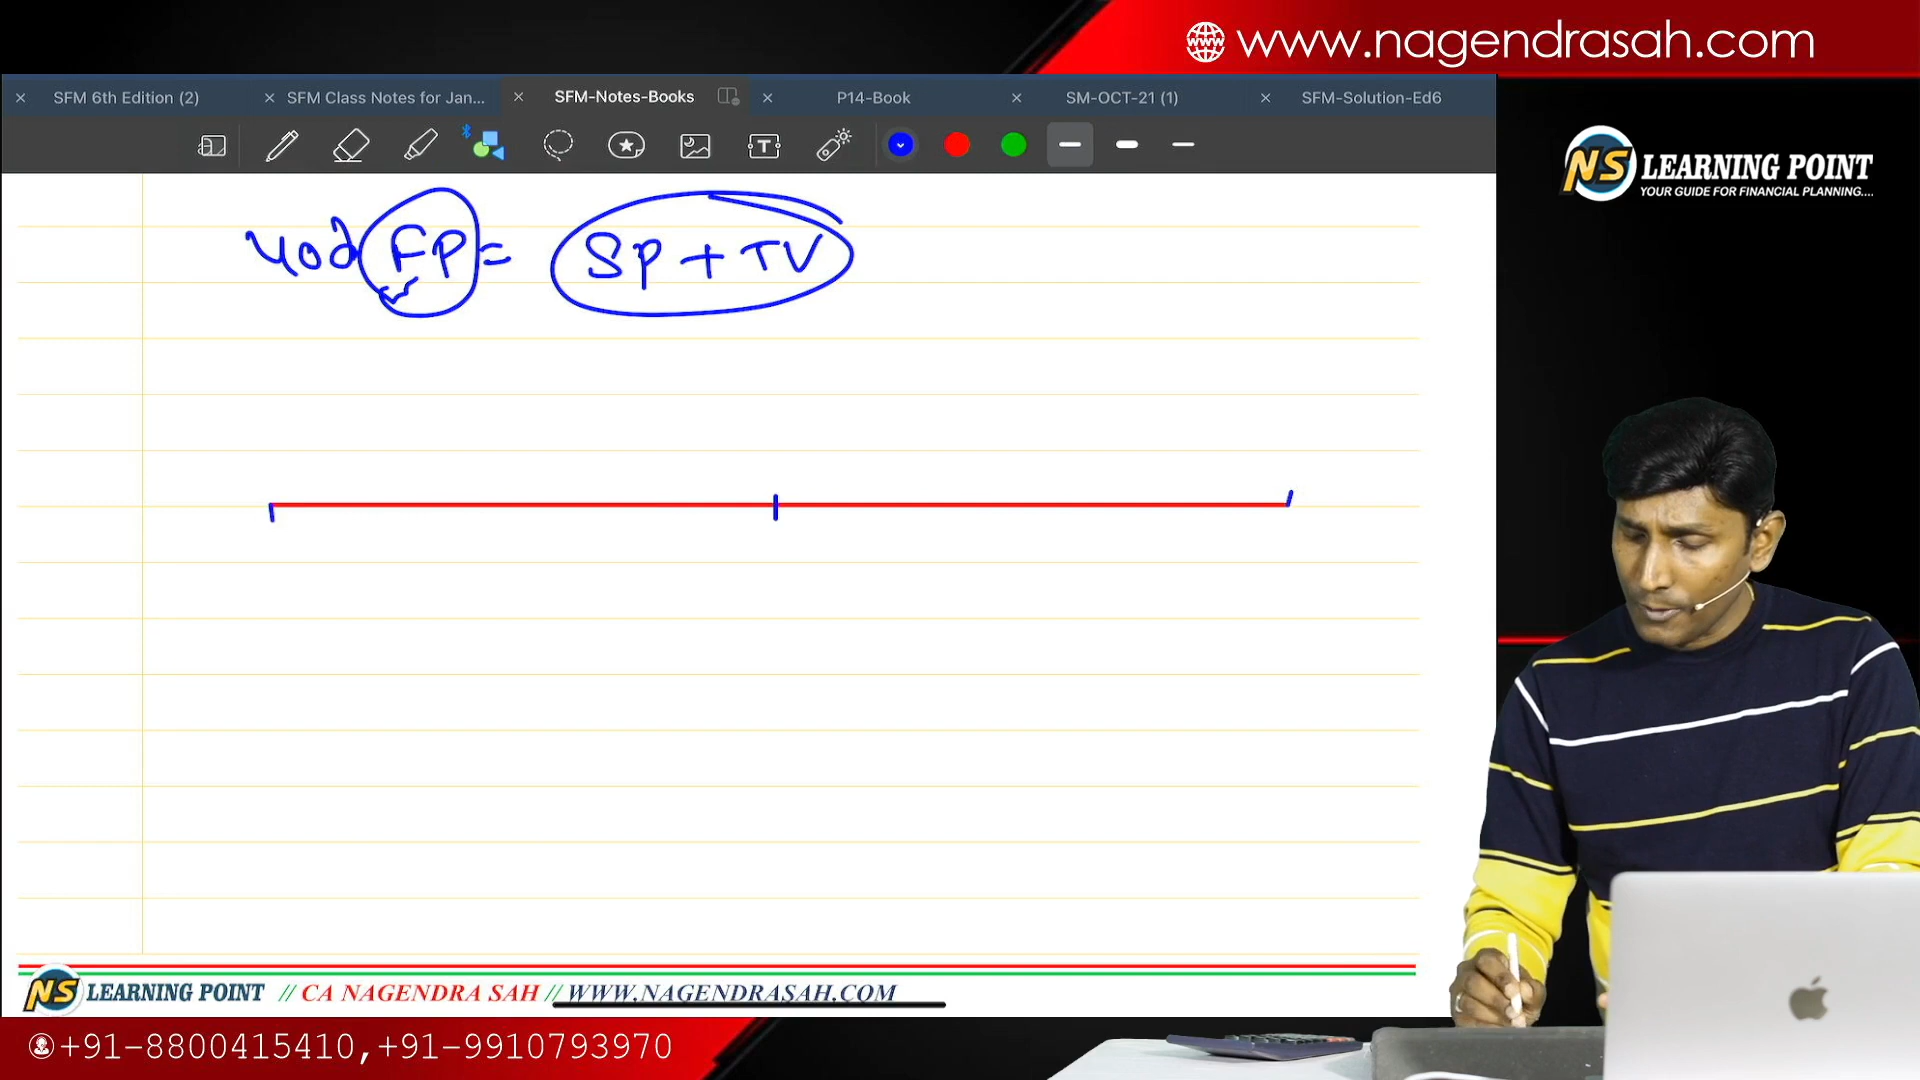 www.nagendrasah.com
SFM 6th Edition (2)
SFM Class Notes for Jan...
SFM-Notes-Books
P14-Book
SM-OCT-21 (1)
SFM-Solution-Ed6
T
NS LEARNING POINT
YOUR GUIDE FOR FINANCIAL PLANNING....
FP = SP + TV
NS LEARNING POINT // CA NAGENDRA SAH // WWW.NAGENDRASAH.COM
+91-8800415410,+91-9910793970